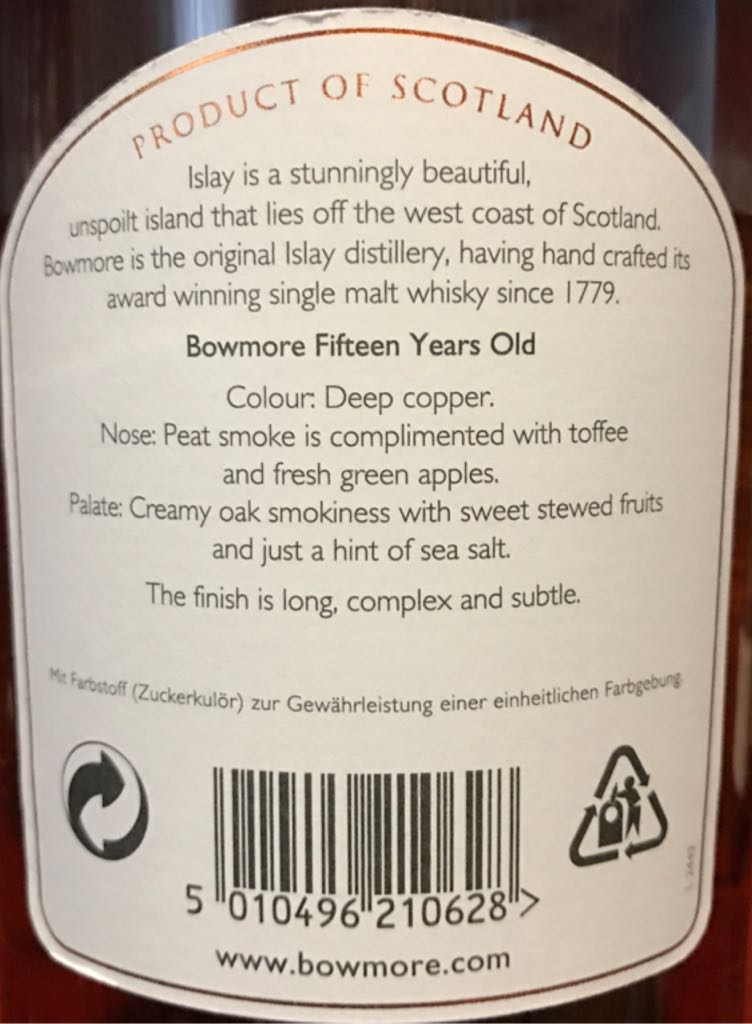 PRODUCT OF SCOTLAND
Islay is a stunningly beautiful,
unspoilt island that lies off the west coast of Scotland.
Bowmore is the original Islay distillery, having hand crafted its
award winning single malt whisky since 1779.
Bowmore Fifteen Years Old
Colour: Deep copper.
Nose: Peat smoke is complimented with toffee
and fresh green apples.
Palate: Creamy oak smokiness with sweet stewed fruits
and just a hint of sea salt.
The finish is long, complex and subtle.
Mit Farbstoff (Zuckerkulör) zur Gewährleistung einer einheitlichen Farbgebung
5 010496 210628 >
www.bowmore.com